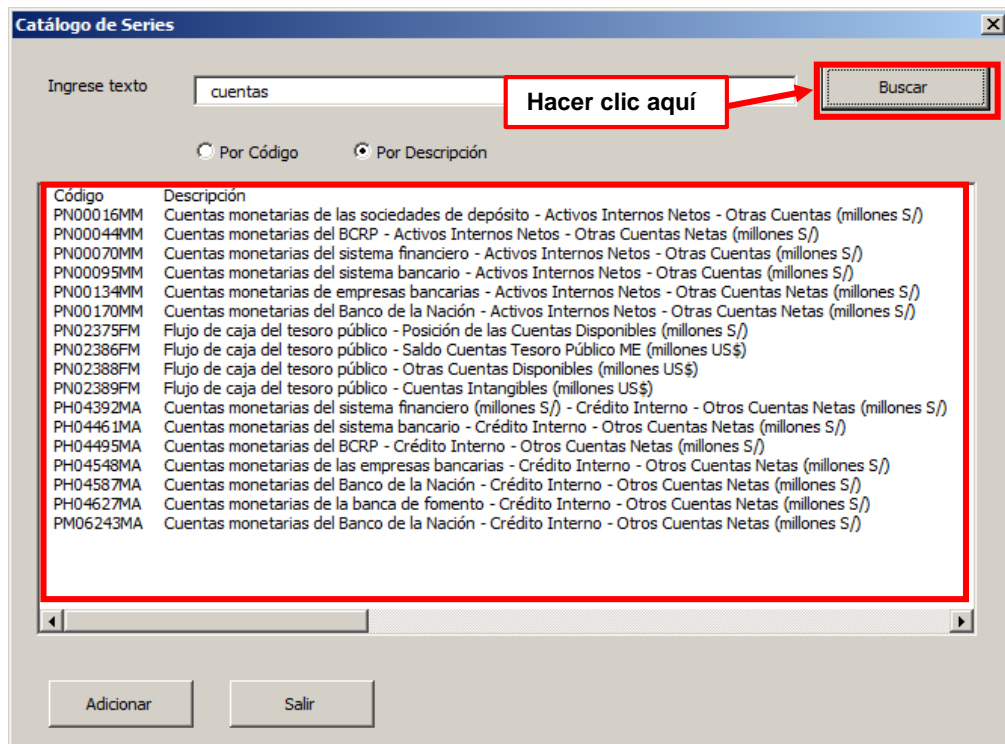 Catálogo de Series
Ingrese texto
cuentas
Hacer clic aquí
Buscar
Por Código
Por Descripción
Código Descripción
PN00016MM Cuentas monetarias de las sociedades de depósito - Activos Internos Netos - Otras Cuentas (millones S/)
PN00044MM Cuentas monetarias del BCRP - Activos Internos Netos - Otras Cuentas Netas (millones S/)
PN00070MM Cuentas monetarias del sistema financiero - Activos Internos Netos - Otras Cuentas (millones S/)
PN00095MM Cuentas monetarias del sistema bancario - Activos Internos Netos - Otras Cuentas (millones S/)
PN00134MM Cuentas monetarias de empresas bancarias - Activos Internos Netos - Otras Cuentas Netas (millones S/)
PN00170MM Cuentas monetarias del Banco de la Nación - Activos Internos Netos - Otras Cuentas Netas (millones S/)
PN02375FM Flujo de caja del tesoro público - Posición de las Cuentas Disponibles (millones S/)
PN02386FM Flujo de caja del tesoro público - Saldo Cuentas Tesoro Público ME (millones US$)
PN02388FM Flujo de caja del tesoro público - Otras Cuentas Disponibles (millones US$)
PN02389FM Flujo de caja del tesoro público - Cuentas Intangibles (millones US$)
PH04392MA Cuentas monetarias del sistema financiero (millones S/) - Crédito Interno - Otros Cuentas Netas (millones S/)
PH04461MA Cuentas monetarias del sistema bancario - Crédito Interno - Otros Cuentas Netas (millones S/)
PH04495MA Cuentas monetarias del BCRP - Crédito Interno - Otros Cuentas Netas (millones S/)
PH04548MA Cuentas monetarias de las empresas bancarias - Crédito Interno - Otros Cuentas Netas (millones S/)
PH04587MA Cuentas monetarias del Banco de la Nación - Crédito Interno - Otros Cuentas Netas (millones S/)
PH04627MA Cuentas monetarias de la banca de fomento - Crédito Interno - Otros Cuentas Netas (millones S/)
PM06243MA Cuentas monetarias del Banco de la Nación - Crédito Interno - Otros Cuentas Netas (millones S/)
Adicionar
Salir